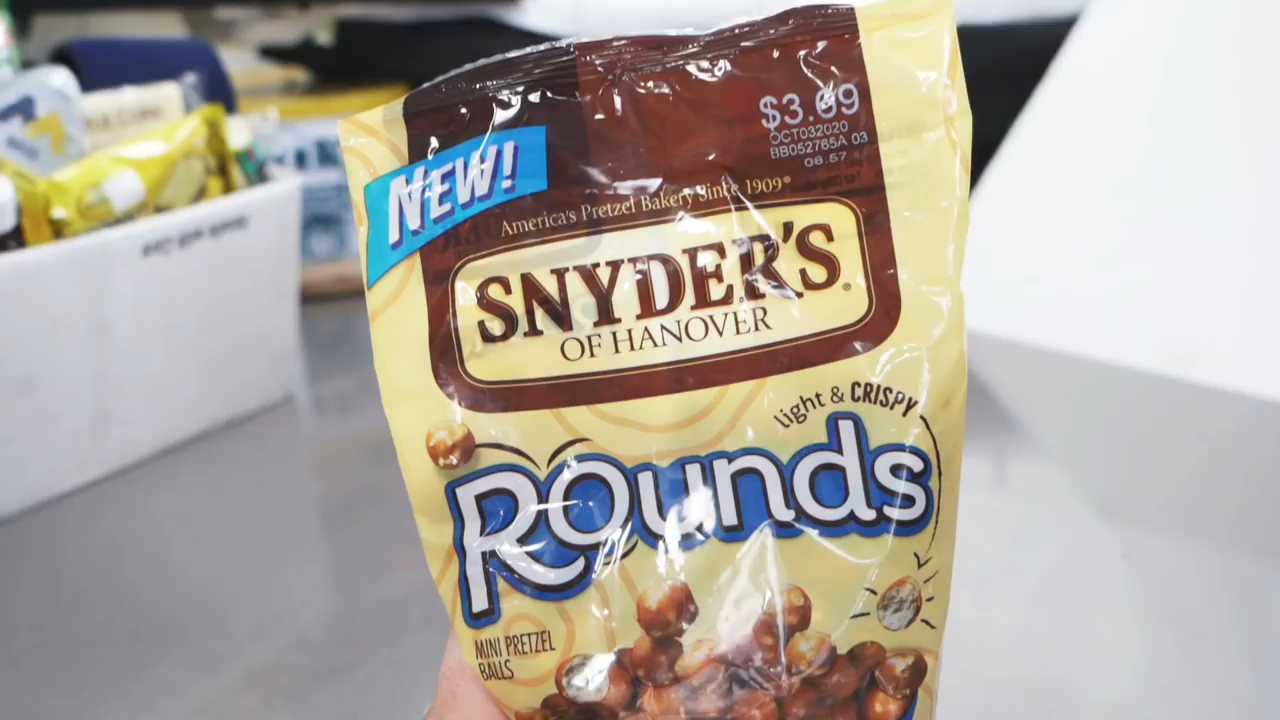 $3.69
OCT032020
BB052765A 03
06:57
NEW!
America's Pretzel Bakery Since 1909®
SNYDER'S®
OF HANOVER
light & CRISPY
Rounds
MINI PRETZEL
BALLS